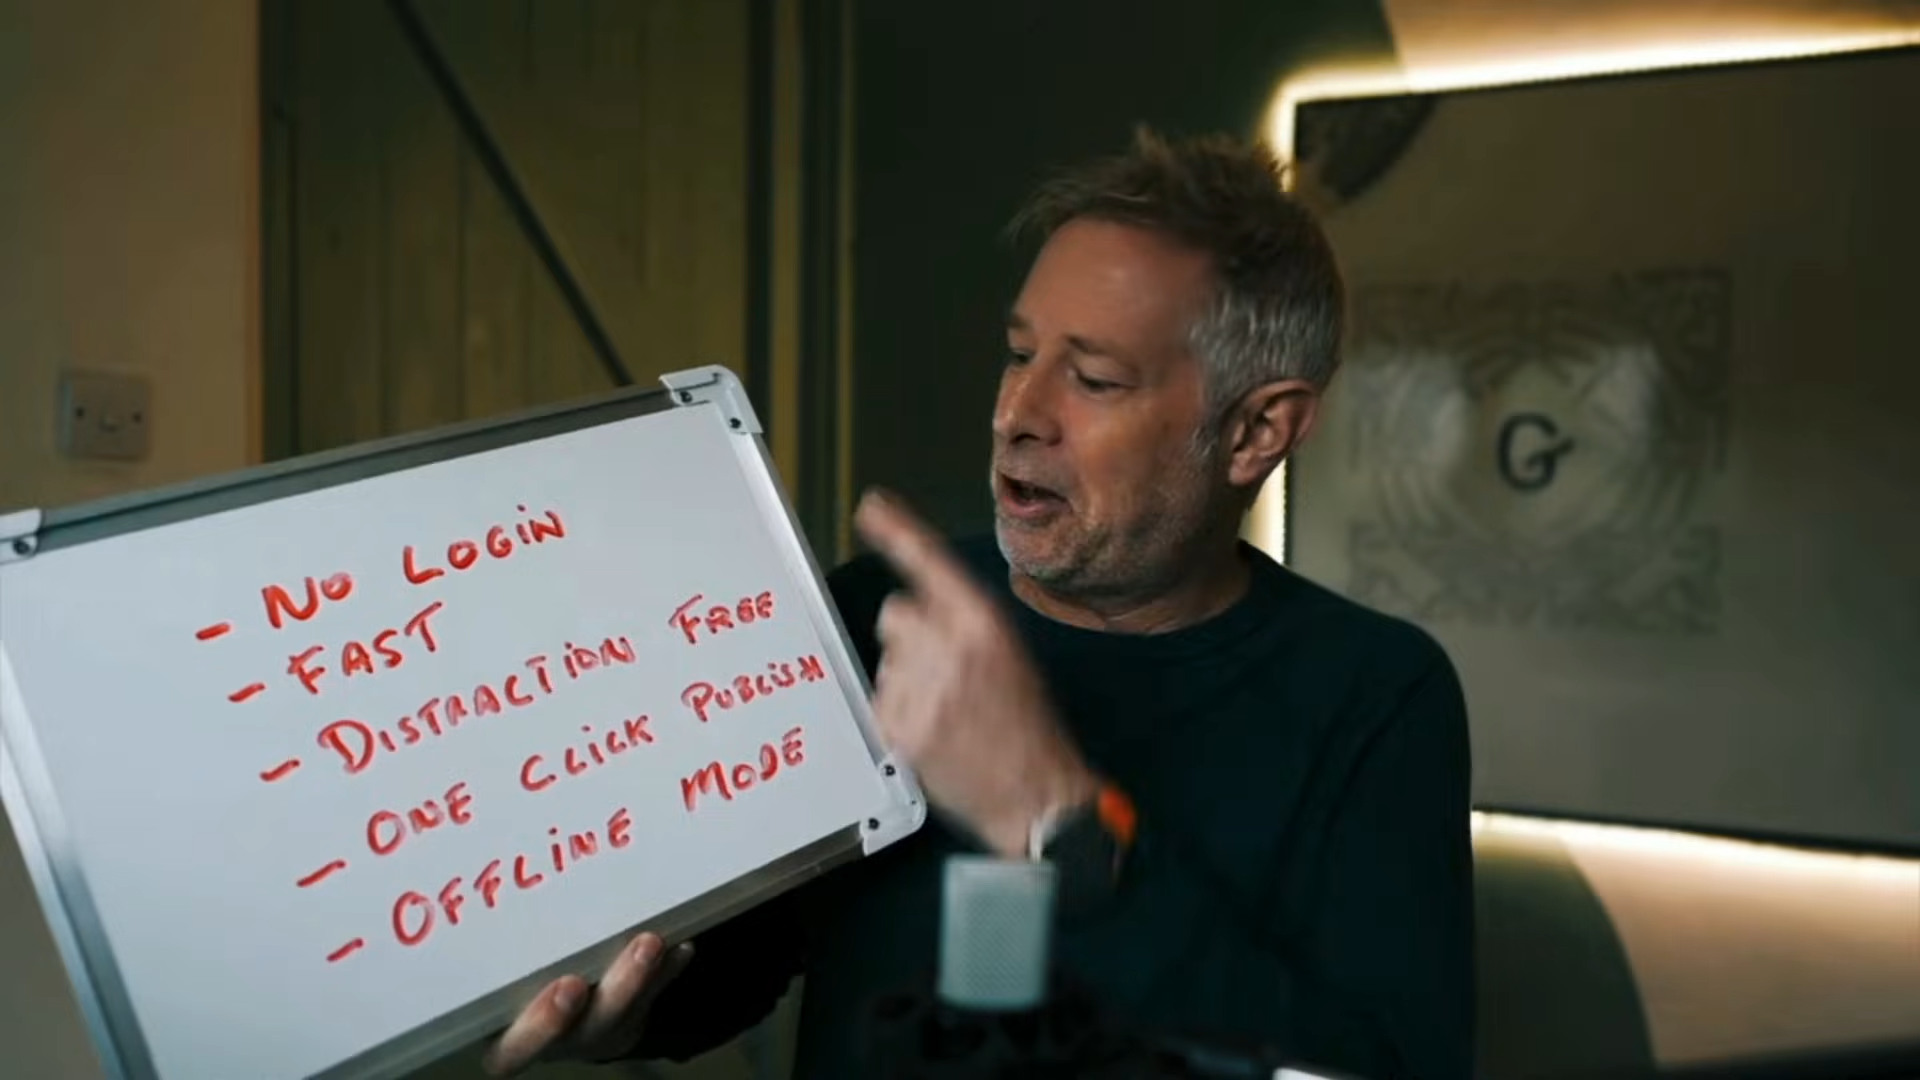 - NO LOGIN
- FAST
- DISTRACTION FREE
- ONE CLICK PUBLISH
- OFFLINE MODE
G